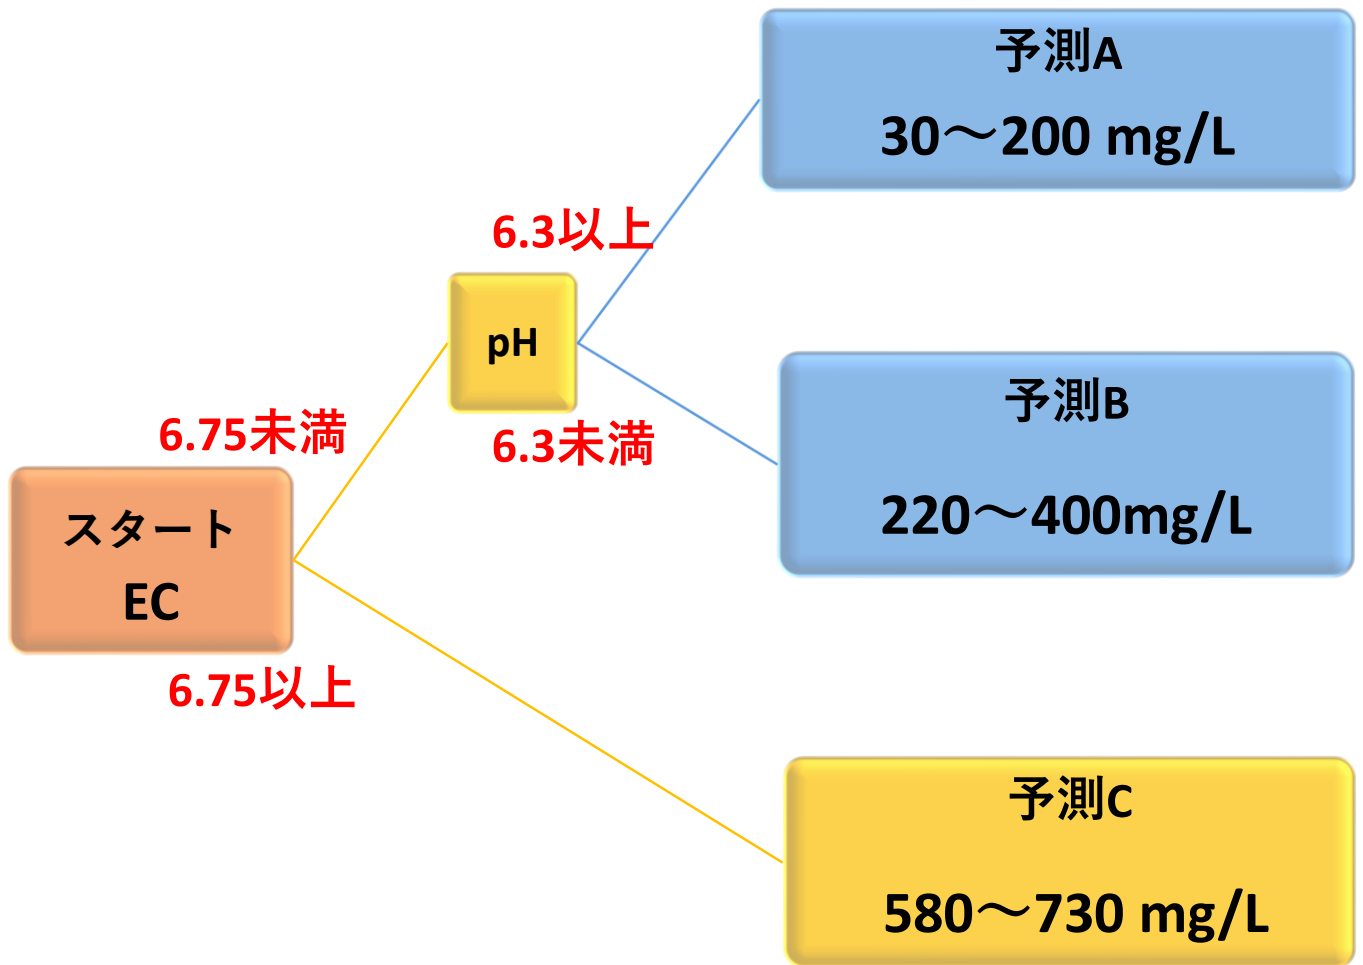 予測A
30～200 mg/L
6.3以上
pH
予測B
6.75未満
6.3未満
スタート
EC
220～400mg/L
6.75以上
予測C
580～730 mg/L